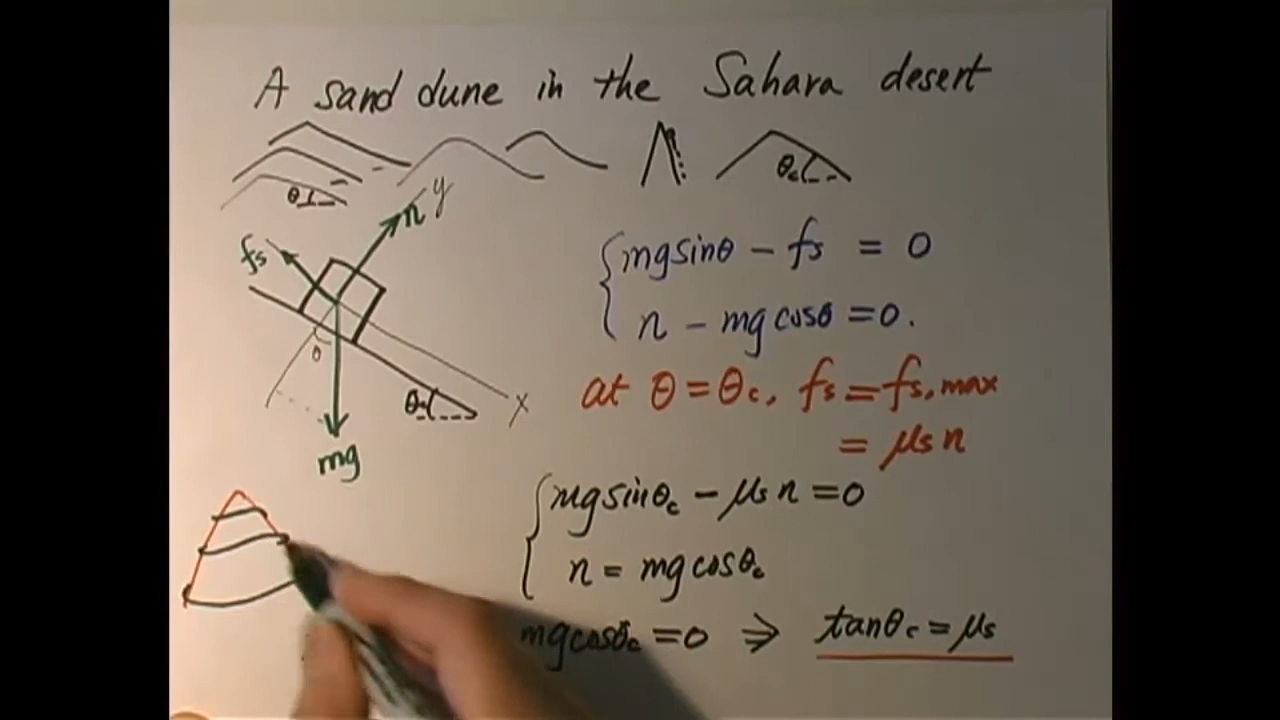 A sand dune in the Sahara desert
θ
θc
y
n
fs
θ
θc
x
mg
mg sinθ - fs = 0
n - mg cosθ = 0.
at θ = θc, fs = fs,max
= μs n
mg sinθc - μs n = 0
n = mg cosθc
mg cosθc = 0 ⇒ tanθc = μs